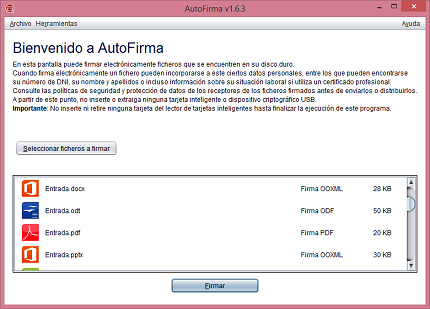 AutoFirma v1.6.3
Archivo Herramientas Ayuda
Bienvenido a AutoFirma
En esta pantalla puede firmar electrónicamente ficheros que se encuentren en su disco duro.
Cuando firma electrónicamente un fichero pueden incorporarse a este ciertos datos personales, entre los que pueden encontrarse
su número de DNI, su nombre y apellidos o incluso información sobre su situación laboral si utiliza un certificado profesional.
Consulte las políticas de seguridad y protección de datos de los receptores de los ficheros firmados antes de enviarlos o distribuirlos.
A partir de este punto, no inserte o extraiga ninguna tarjeta inteligente o dispositivo criptográfico USB.
Importante: No inserte ni retire ninguna tarjeta del lector de tarjetas inteligentes hasta finalizar la ejecución de este programa.
Seleccionar ficheros a firmar
Entrada.docx Firma OOXML 28 KB
Entrada.odt Firma ODF 50 KB
Entrada.pdf Firma PDF 20 KB
Entrada.pptx Firma OOXML 30 KB
Firmar